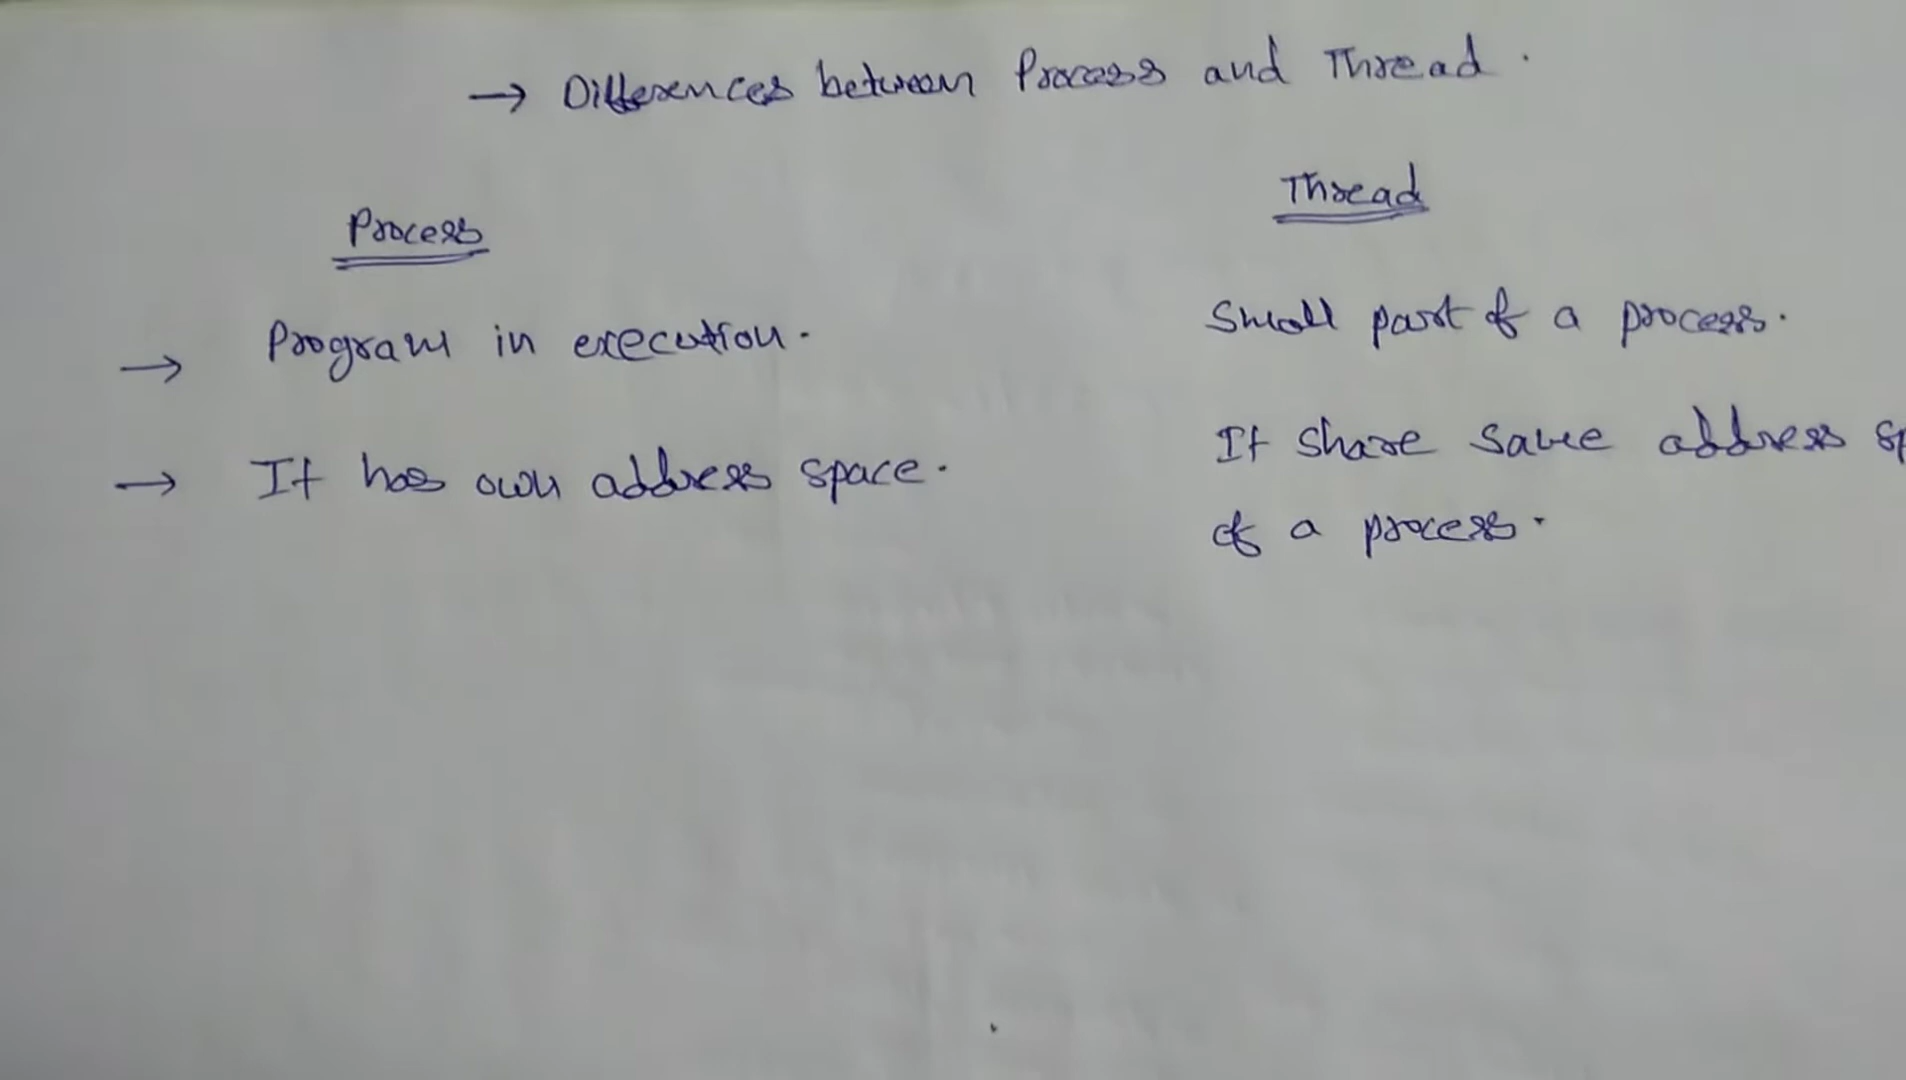 → Differences between Process and Thread.
Process
Thread
→ Program in execution.
Small part of a process.
→ It has own address space.
It share same address sp
of a process.